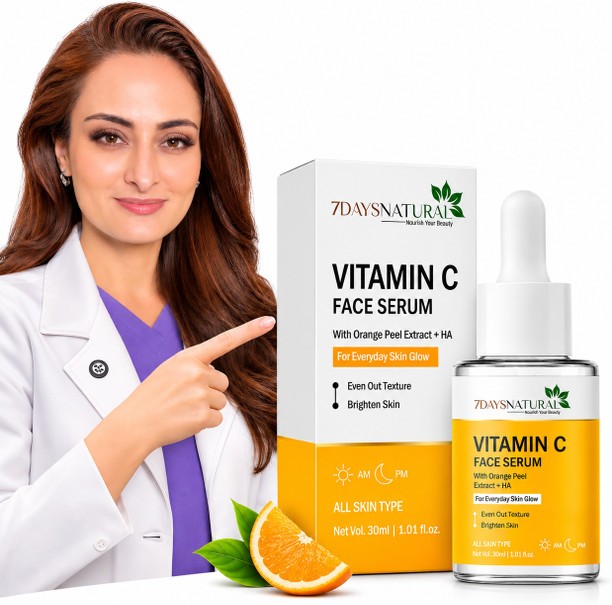 7DAYSNATURAL
Nourish Your Beauty
VITAMIN C
FACE SERUM
With Orange Peel Extract + HA
For Everyday Skin Glow
Even Out Texture
Brighten Skin
AM PM
ALL SKIN TYPE
Net Vol. 30ml | 1.01 fl.oz.
7DAYSNATURAL
Nourish Your Beauty
VITAMIN C
FACE SERUM
With Orange Peel
Extract + HA
For Everyday Skin Glow
Even Out Texture
Brighten Skin
ALL SKIN TYPE AM PM
Net Vol. 30ml | 1.01 fl.oz.